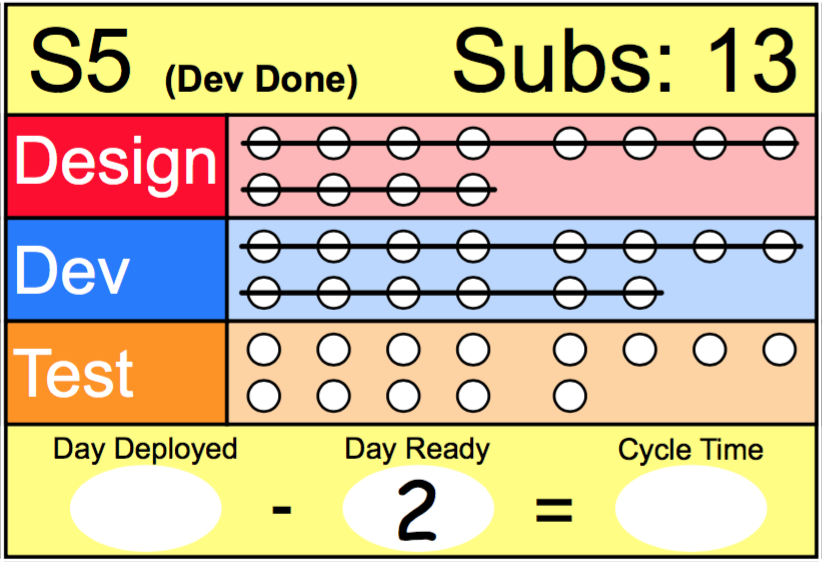 S5 (Dev Done) Subs: 13
Design
Dev
Test
Day Deployed Day Ready Cycle Time
- 2 =